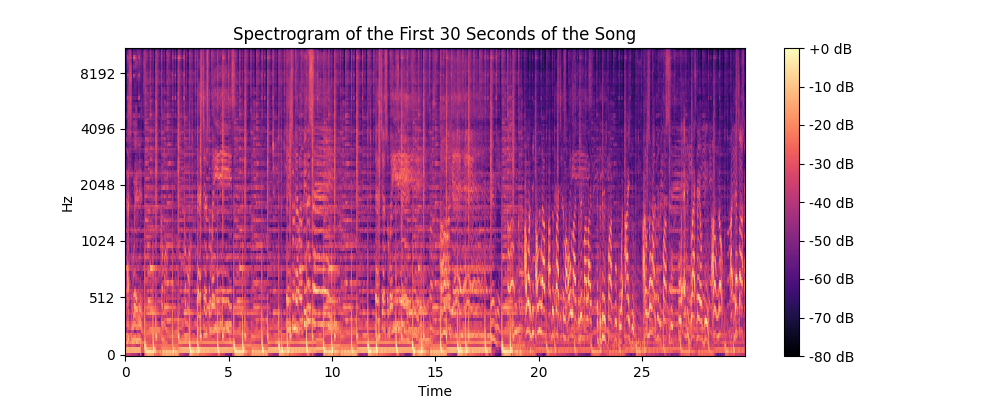 Spectrogram of the First 30 Seconds of the Song
Hz
8192
4096
2048
1024
512
0
0 5 10 15 20 25
Time
+0 dB
-10 dB
-20 dB
-30 dB
-40 dB
-50 dB
-60 dB
-70 dB
-80 dB